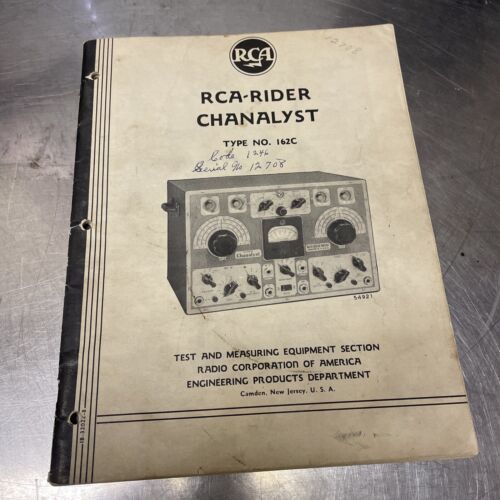 12708
RCA
RCA-RIDER
CHANALYST
TYPE NO. 162C
Code 1246
Serial No 12708
Chanalyst
54921
TEST AND MEASURING EQUIPMENT SECTION
RADIO CORPORATION OF AMERICA
ENGINEERING PRODUCTS DEPARTMENT
Camden, New Jersey, U. S. A.